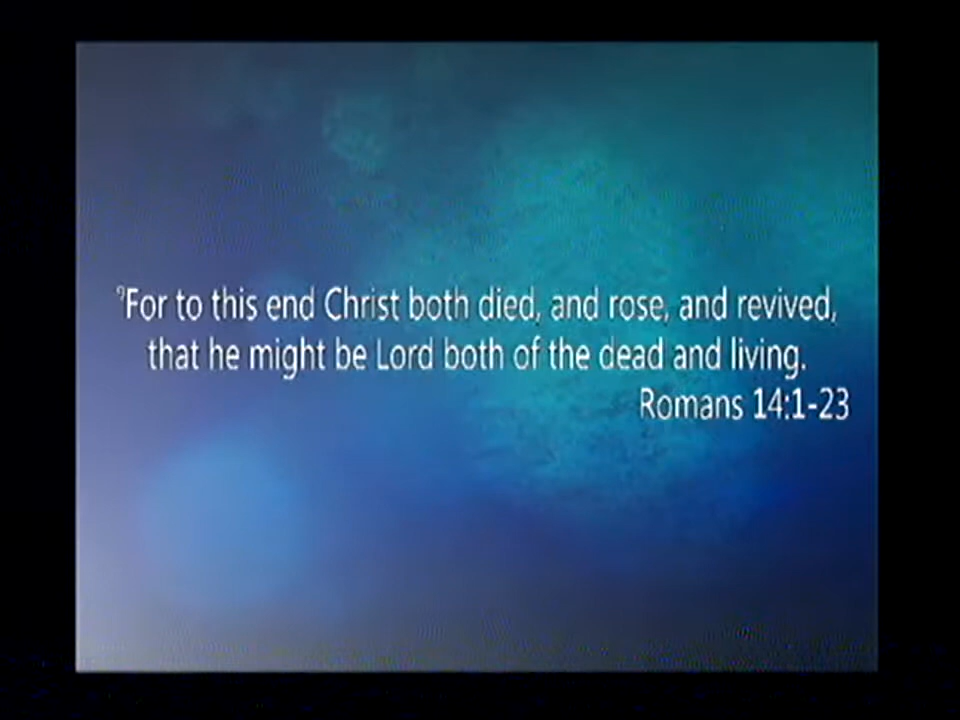 ⁹For to this end Christ both died, and rose, and revived,
that he might be Lord both of the dead and living.
Romans 14:1-23